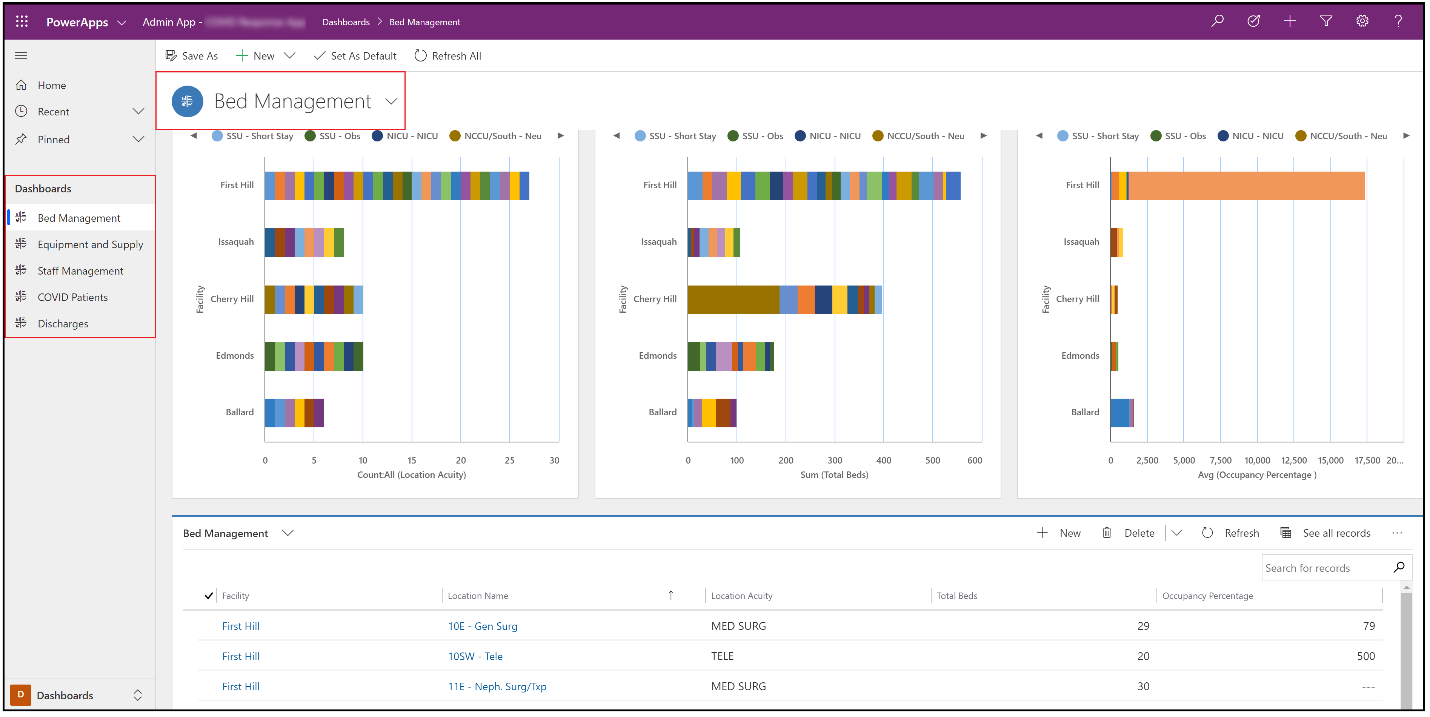 PowerApps Admin App - Dashboards > Bed Management
Save As New Set As Default Refresh All
Home
Recent
Pinned
Dashboards
Bed Management
Equipment and Supply
Staff Management
COVID Patients
Discharges
D Dashboards
Bed Management
SSU - Short Stay SSU - Obs NICU - NICU NCCU/South - Neu
First Hill
Issaquah
Cherry Hill
Edmonds
Ballard
Facility
0 5 10 15 20 25 30
Count:All (Location Acuity)
SSU - Short Stay SSU - Obs NICU - NICU NCCU/South - Neu
First Hill
Issaquah
Cherry Hill
Edmonds
Ballard
Facility
0 100 200 300 400 500 600
Sum (Total Beds)
SSU - Short Stay SSU - Obs NICU - NICU NCCU/South - Neu
First Hill
Issaquah
Cherry Hill
Edmonds
Ballard
Facility
0 2,500 5,000 7,500 10,000 12,500 15,000 17,500 20...
Avg (Occupancy Percentage )
Bed Management New Delete Refresh See all records ...
Search for records
Facility Location Name Location Acuity Total Beds Occupancy Percentage
First Hill 10E - Gen Surg MED SURG 29 79
First Hill 10SW - Tele TELE 20 500
First Hill 11E - Neph. Surg/Txp MED SURG 30 ---